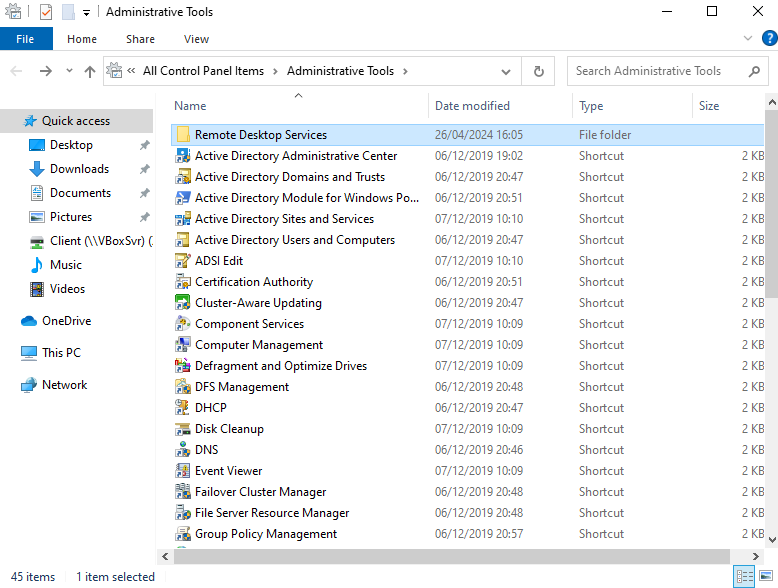 Administrative Tools
File Home Share View
« All Control Panel Items > Administrative Tools > Search Administrative Tools
Name Date modified Type Size
Quick access
Desktop
Downloads
Documents
Pictures
Client (\\VBoxSvr) (.
Music
Videos
OneDrive
This PC
Network
Remote Desktop Services 26/04/2024 16:05 File folder
Active Directory Administrative Center 06/12/2019 19:02 Shortcut 2 KB
Active Directory Domains and Trusts 06/12/2019 20:47 Shortcut 2 KB
Active Directory Module for Windows Po... 06/12/2019 20:51 Shortcut 2 KB
Active Directory Sites and Services 07/12/2019 10:10 Shortcut 2 KB
Active Directory Users and Computers 06/12/2019 20:47 Shortcut 2 KB
ADSI Edit 07/12/2019 10:10 Shortcut 2 KB
Certification Authority 06/12/2019 20:51 Shortcut 2 KB
Cluster-Aware Updating 06/12/2019 20:47 Shortcut 2 KB
Component Services 07/12/2019 10:09 Shortcut 2 KB
Computer Management 07/12/2019 10:09 Shortcut 2 KB
Defragment and Optimize Drives 07/12/2019 10:09 Shortcut 2 KB
DFS Management 06/12/2019 20:48 Shortcut 2 KB
DHCP 06/12/2019 20:47 Shortcut 2 KB
Disk Cleanup 07/12/2019 10:09 Shortcut 2 KB
DNS 06/12/2019 20:46 Shortcut 2 KB
Event Viewer 07/12/2019 10:09 Shortcut 2 KB
Failover Cluster Manager 06/12/2019 20:48 Shortcut 2 KB
File Server Resource Manager 06/12/2019 20:48 Shortcut 2 KB
Group Policy Management 06/12/2019 20:57 Shortcut 2 KB
45 items 1 item selected